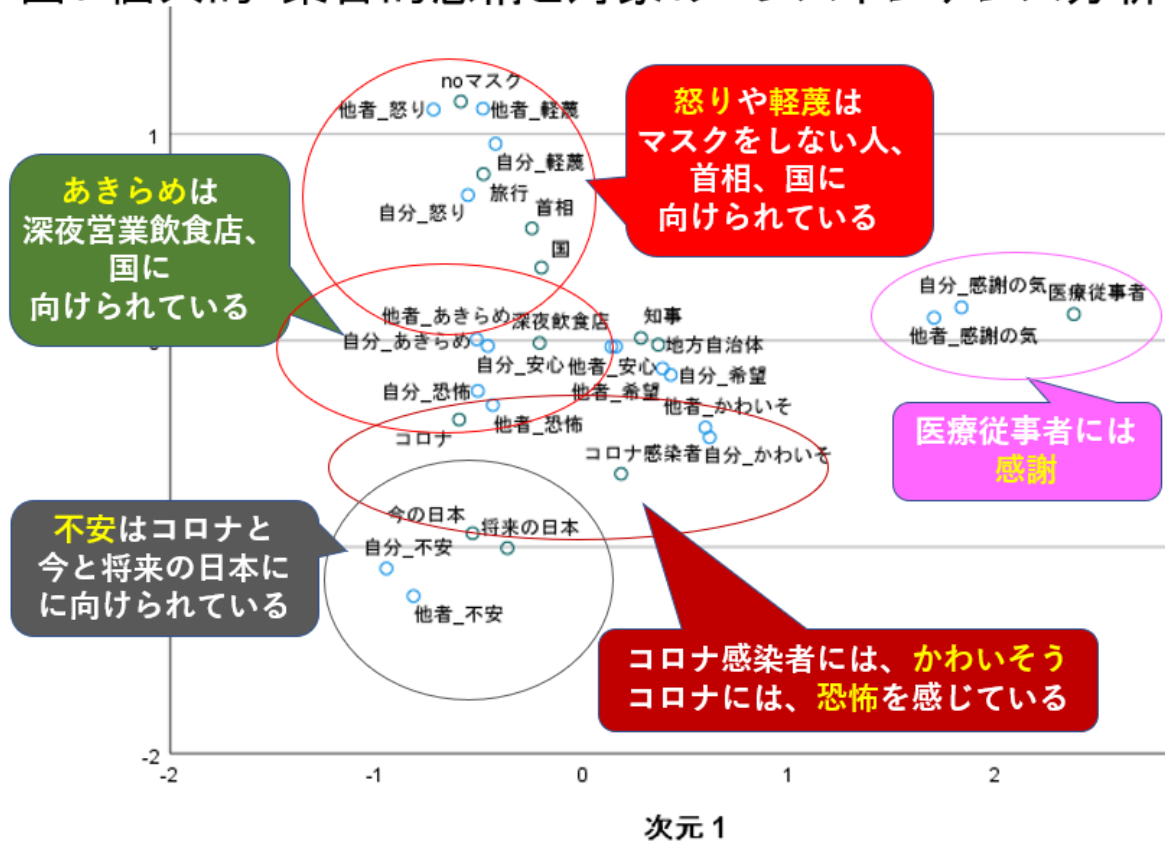 noマスク
他者_怒り
他者_軽蔑
自分_軽蔑
旅行
自分_怒り
首相
国
怒りや軽蔑は
マスクをしない人、
首相、国に
向けられている
1
あきらめは
深夜営業飲食店、
国に
向けられている
自分_感謝の気
医療従事者
他者_感謝の気
他者_あきらめ
深夜飲食店
知事
自分_あきらめ
地方自治体
自分_安心
他者_安心
自分_希望
自分_恐怖
他者_希望
他者_かわいそ
他者_恐怖
コロナ
コロナ感染者
自分_かわいそ
医療従事者には
感謝
今の日本
将来の日本
自分_不安
他者_不安
不安はコロナと
今と将来の日本に
に向けられている
コロナ感染者には、かわいそう
コロナには、恐怖を感じている
-2
-2
-1
0
1
2
次元 1